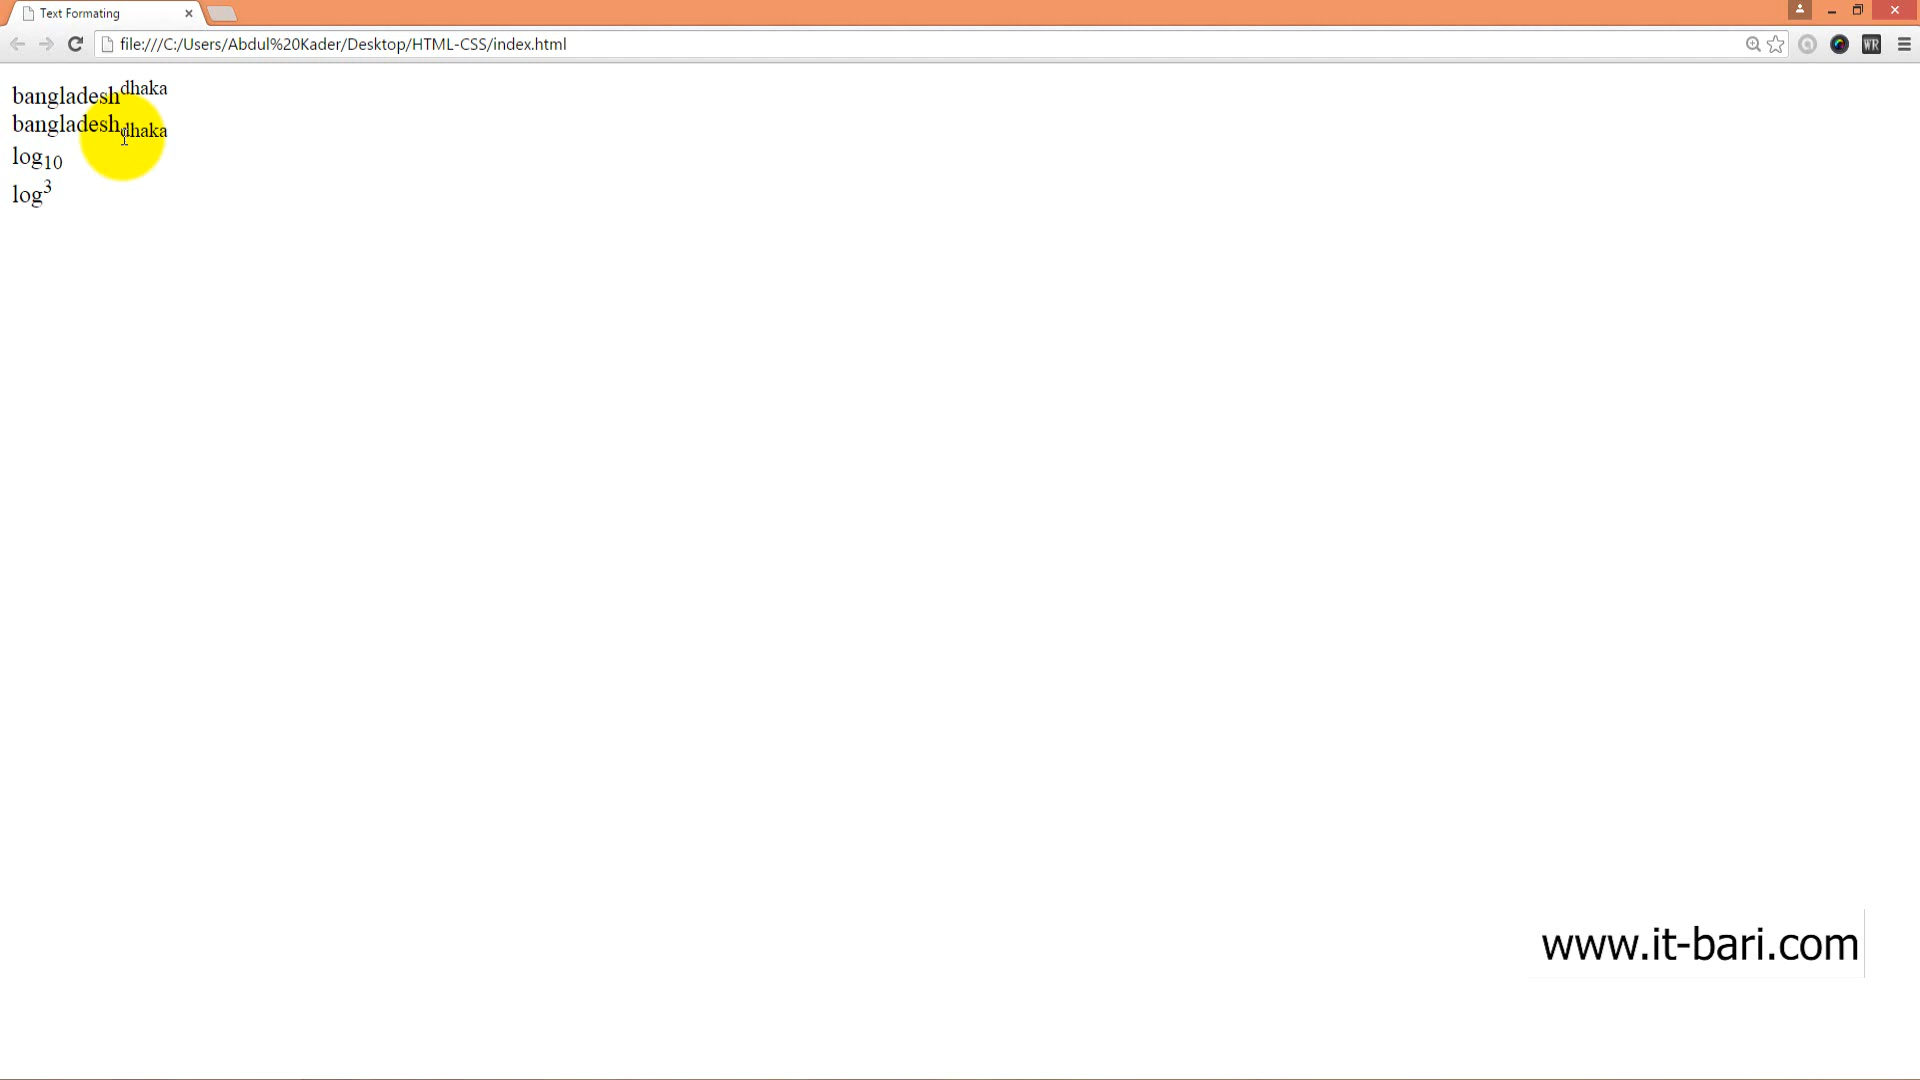 Text Formating
file:///C:/Users/Abdul%20Kader/Desktop/HTML-CSS/index.html
WR
bangladeshdhaka
bangladeshdhaka
log10
log3
www.it-bari.com